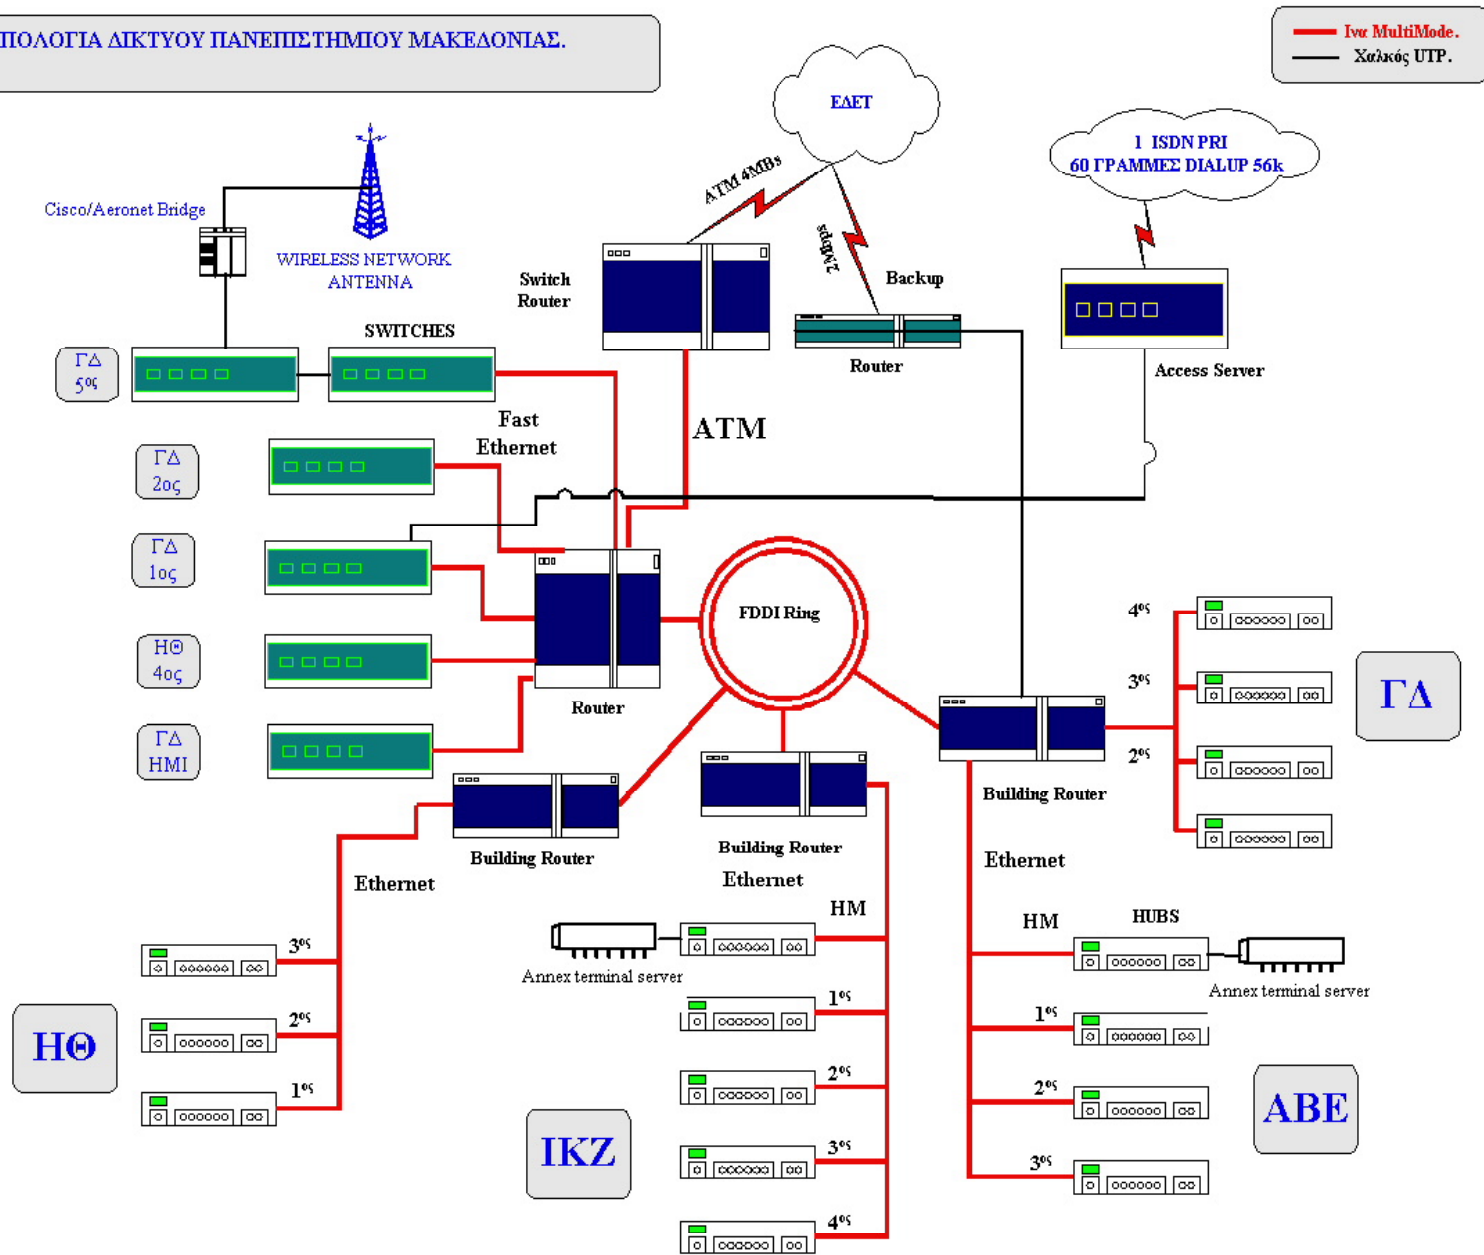 ΠΟΛΟΓΙΑ ΔΙΚΤΥΟΥ ΠΑΝΕΠΙΣΤΗΜΙΟΥ ΜΑΚΕΔΟΝΙΑΣ.
Ινα MultiMode.
Χαλκός UTP.
ΕΔΕΤ
1 ISDN PRI
60 ΓΡΑΜΜΕΣ DIALUP 56k
ATM 4MBs
2Mbps
Cisco/Aeronet Bridge
WIRELESS NETWORK
ANTENNA
Switch
Router
Backup
Router
Access Server
SWITCHES
ΓΔ
5ος
Fast
Ethernet
ATM
ΓΔ
2ος
ΓΔ
1ος
ΗΘ
4ος
ΓΔ
ΗΜΙ
Router
FDDI Ring
4ος
3ος
2ος
ΓΔ
Building Router
Building Router
Building Router
Ethernet
Ethernet
Ethernet
HM
HM
HUBS
Annex terminal server
Annex terminal server
3ος
2ος
1ος
ΗΘ
1ος
2ος
3ος
4ος
ΙΚΖ
1ος
2ος
3ος
ΑΒΕ